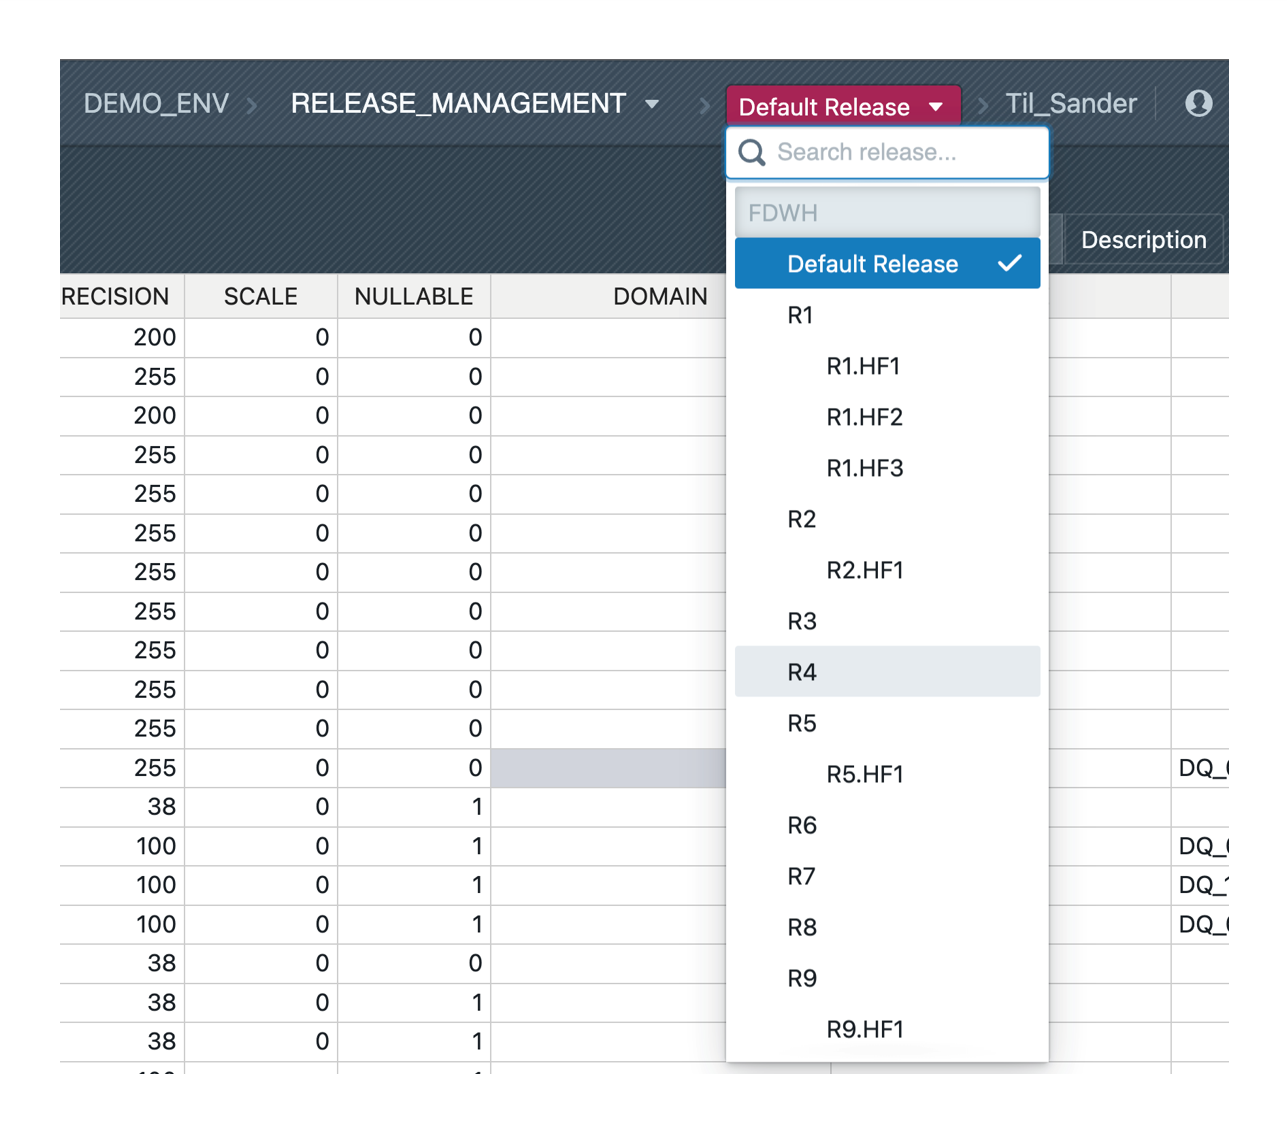 DEMO_ENV > RELEASE_MANAGEMENT > Default Release > Til_Sander
Search release...
FDWH
Description
Default Release
RECISION SCALE NULLABLE DOMAIN
R1
200 0 0
R1.HF1
255 0 0
200 0 0
R1.HF2
255 0 0
R1.HF3
255 0 0
R2
255 0 0
R2.HF1
255 0 0
255 0 0
R3
255 0 0
R4
255 0 0
R5
255 0 0
255 0 0 DQ_
R5.HF1
38 0 1
R6
100 0 1 DQ_
R7
100 0 1 DQ_1
100 0 1 DQ_
R8
38 0 0
R9
38 0 1
R9.HF1
38 0 1